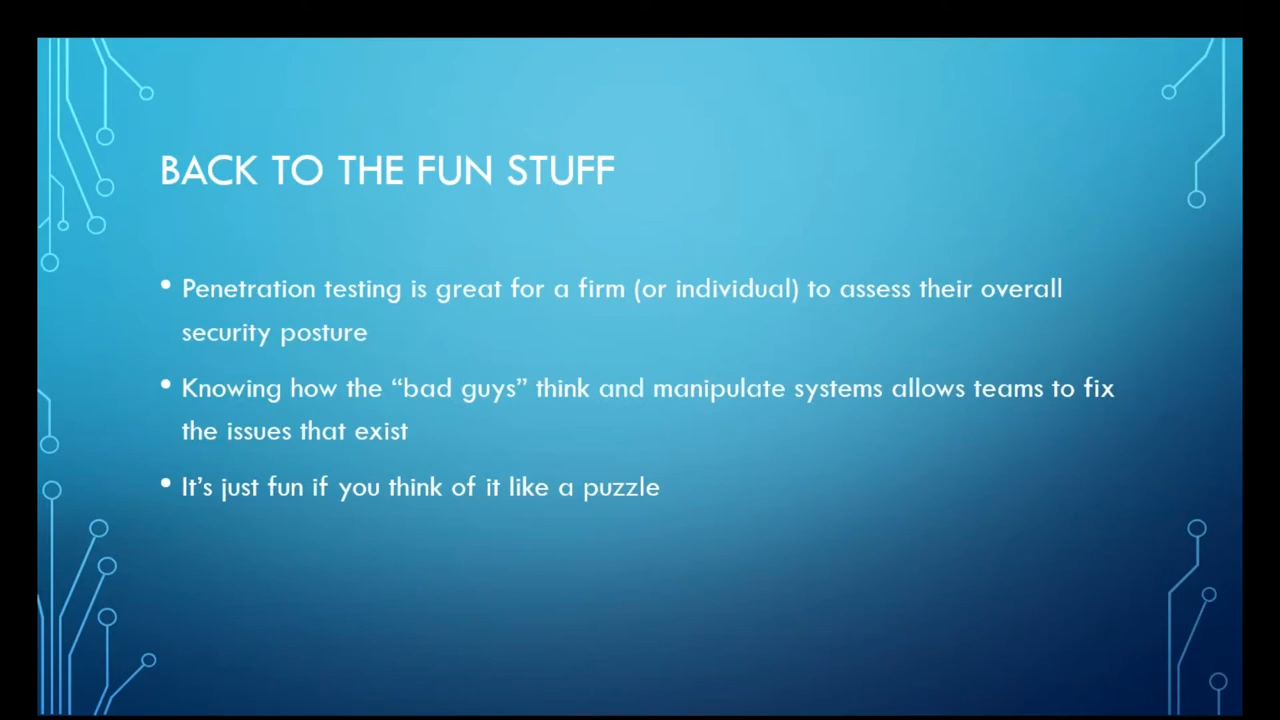 BACK TO THE FUN STUFF
• Penetration testing is great for a firm (or individual) to assess their overall
security posture
• Knowing how the “bad guys” think and manipulate systems allows teams to fix
the issues that exist
• It’s just fun if you think of it like a puzzle